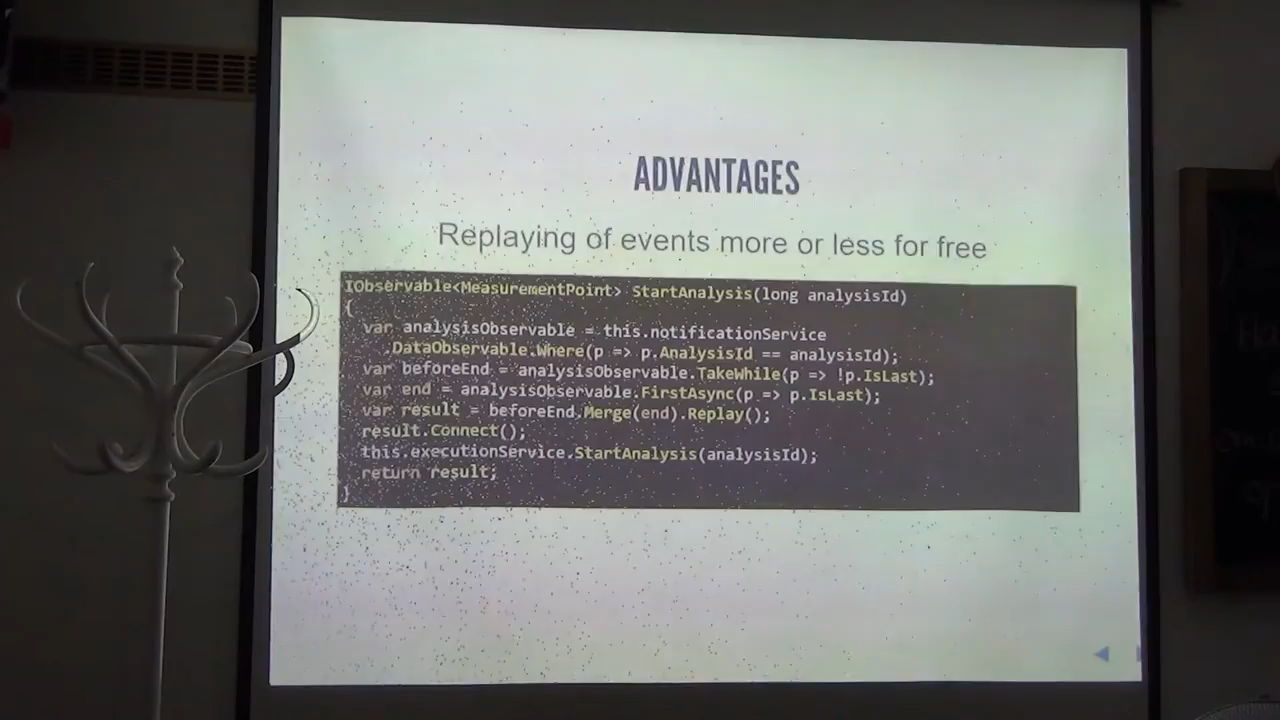 ADVANTAGES
Replaying of events more or less for free
IObservable<MeasurementPoint> StartAnalysis(long analysisId)
{
var analysisObservable = this.notificationService
.DataObservable.Where(p => p.AnalysisId == analysisId);
var beforeEnd = analysisObservable.TakeWhile(p => !p.IsLast);
var end = analysisObservable.FirstAsync(p => p.IsLast);
var result = beforeEnd.Merge(end).Replay();
result.Connect();
this.executionService.StartAnalysis(analysisId);
return result;
}